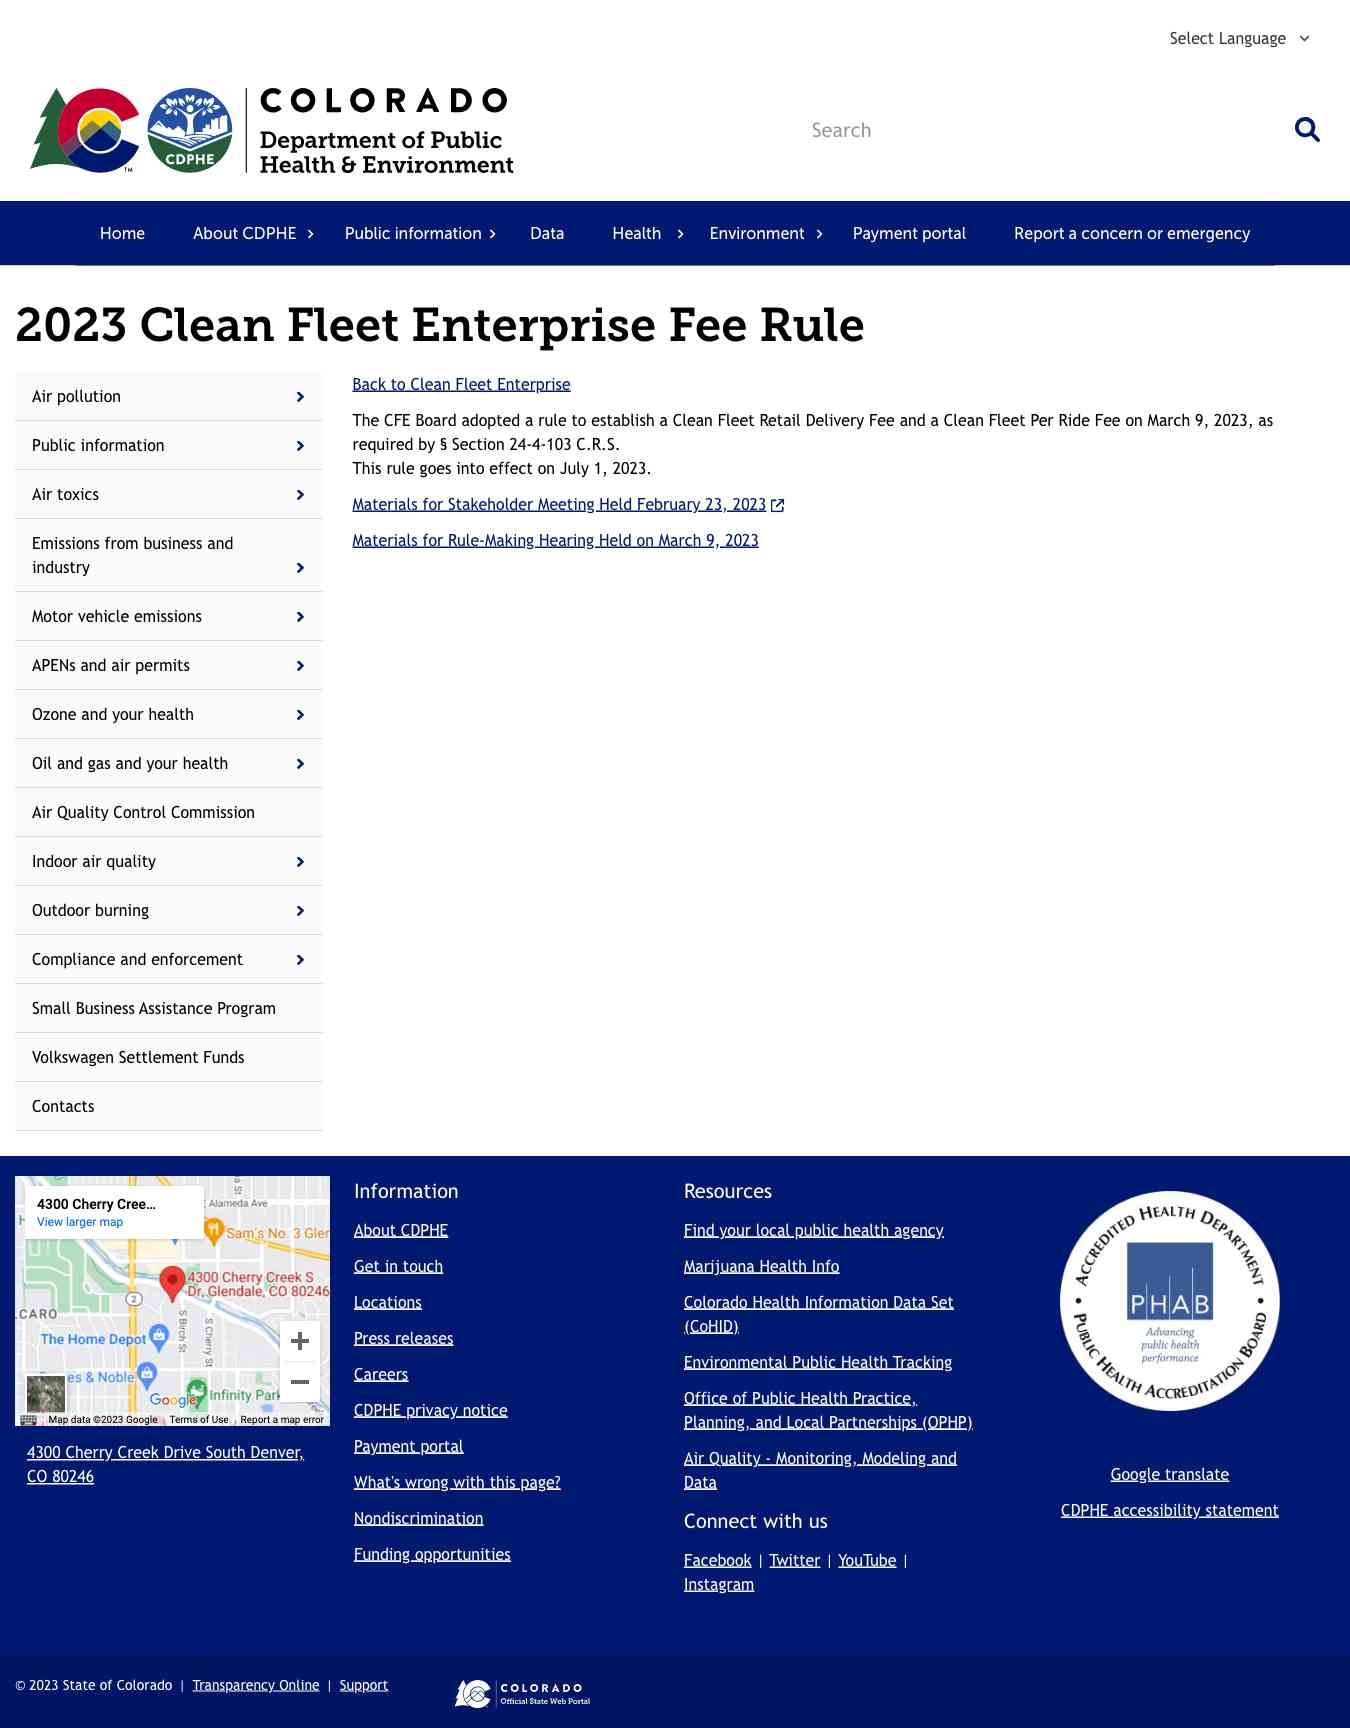 Select Language
COLORADO
Department of Public
Health & Environment
CDPHE
TM
Search
Home
About CDPHE
Public information
Data
Health
Environment
Payment portal
Report a concern or emergency
2023 Clean Fleet Enterprise Fee Rule
Air pollution
Public information
Air toxics
Emissions from business and
industry
Motor vehicle emissions
APENs and air permits
Ozone and your health
Oil and gas and your health
Air Quality Control Commission
Indoor air quality
Outdoor burning
Compliance and enforcement
Small Business Assistance Program
Volkswagen Settlement Funds
Contacts
Back to Clean Fleet Enterprise
The CFE Board adopted a rule to establish a Clean Fleet Retail Delivery Fee and a Clean Fleet Per Ride Fee on March 9, 2023, as
required by § Section 24-4-103 C.R.S.
This rule goes into effect on July 1, 2023.
Materials for Stakeholder Meeting Held February 23, 2023
Materials for Rule-Making Hearing Held on March 9, 2023
4300 Cherry Cree...
View larger map
E Alameda Ave
Sam's No. 3 Glen
4300 Cherry Creek S
Dr, Glendale, CO 80246
2
LCARO
S Birch St
S Cherry St
The Home Depot
es & Noble
Infinity Park
Google
Map data ©2023 Google
Terms of Use
Report a map error
4300 Cherry Creek Drive South Denver,
CO 80246
Information
About CDPHE
Get in touch
Locations
Press releases
Careers
CDPHE privacy notice
Payment portal
What's wrong with this page?
Nondiscrimination
Funding opportunities
Resources
Find your local public health agency
Marijuana Health Info
Colorado Health Information Data Set
(CoHID)
Environmental Public Health Tracking
Office of Public Health Practice,
Planning, and Local Partnerships (OPHP)
Air Quality - Monitoring, Modeling and
Data
Connect with us
Facebook | Twitter | YouTube |
Instagram
ACCREDITED HEALTH DEPARTMENT
PHAB
Advancing
public health
performance
PUBLIC HEALTH ACCREDITATION BOARD
Google translate
CDPHE accessibility statement
© 2023 State of Colorado | Transparency Online | Support
COLORADO
Official State Web Portal